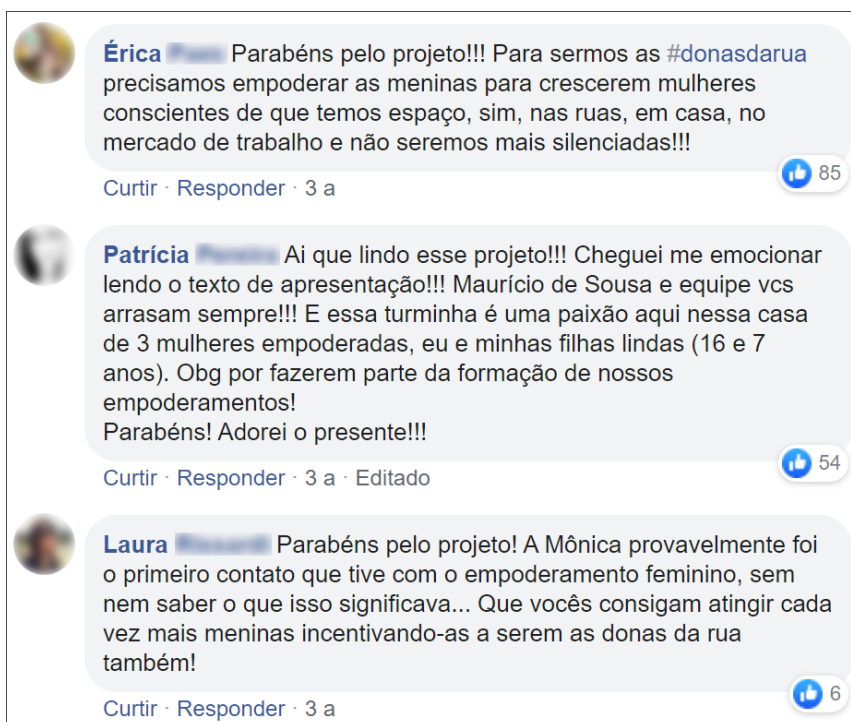 Érica Parabéns pelo projeto!!! Para sermos as #donasdarua
precisamos empoderar as meninas para crescerem mulheres
conscientes de que temos espaço, sim, nas ruas, em casa, no
mercado de trabalho e não seremos mais silenciadas!!!
85
Curtir · Responder · 3 a
Patrícia Ai que lindo esse projeto!!! Cheguei me emocionar
lendo o texto de apresentação!!! Maurício de Sousa e equipe vcs
arrasam sempre!!! E essa turminha é uma paixão aqui nessa casa
de 3 mulheres empoderadas, eu e minhas filhas lindas (16 e 7
anos). Obg por fazerem parte da formação de nossos
empoderamentos!
Parabéns! Adorei o presente!!!
54
Curtir · Responder · 3 a · Editado
Laura Parabéns pelo projeto! A Mônica provavelmente foi
o primeiro contato que tive com o empoderamento feminino, sem
nem saber o que isso significava... Que vocês consigam atingir cada
vez mais meninas incentivando-as a serem as donas da rua
também!
6
Curtir · Responder · 3 a